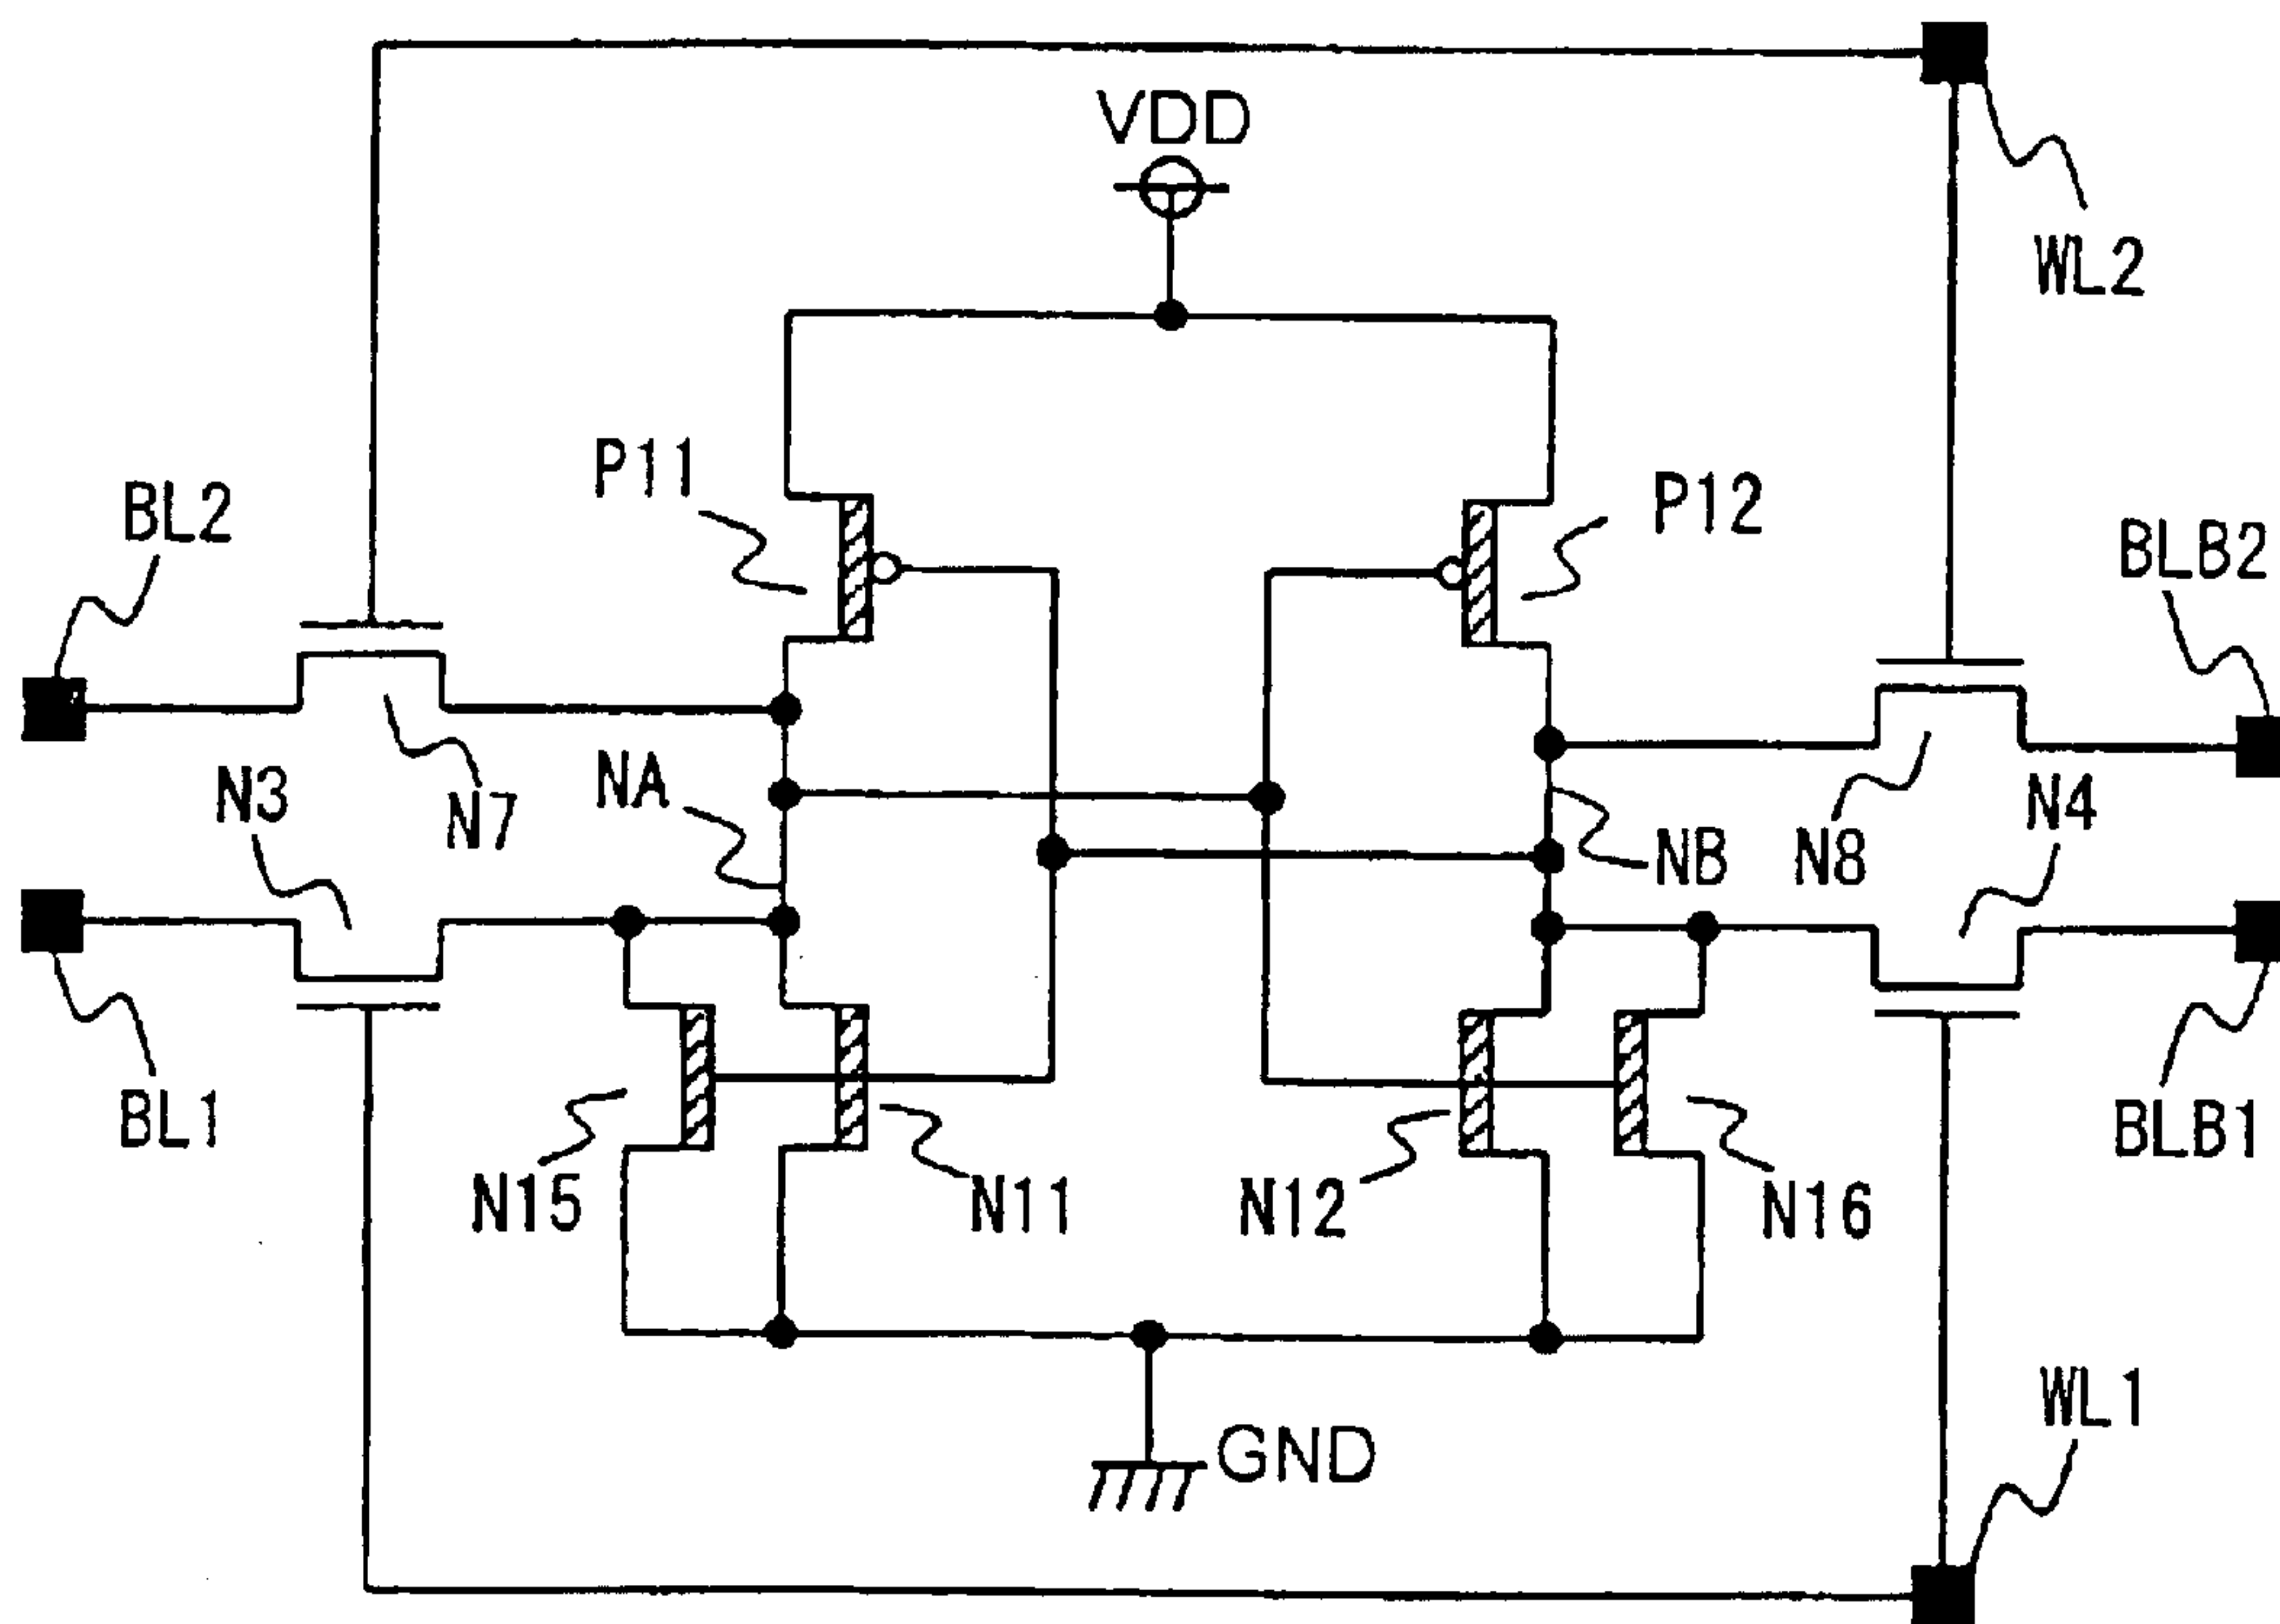 VDD
WL2
P11
P12
BL2
BLB2
N3
N7
NA
NB
N8
N4
BL1
N15
N11
N12
N16
BLB1
WL1
GND